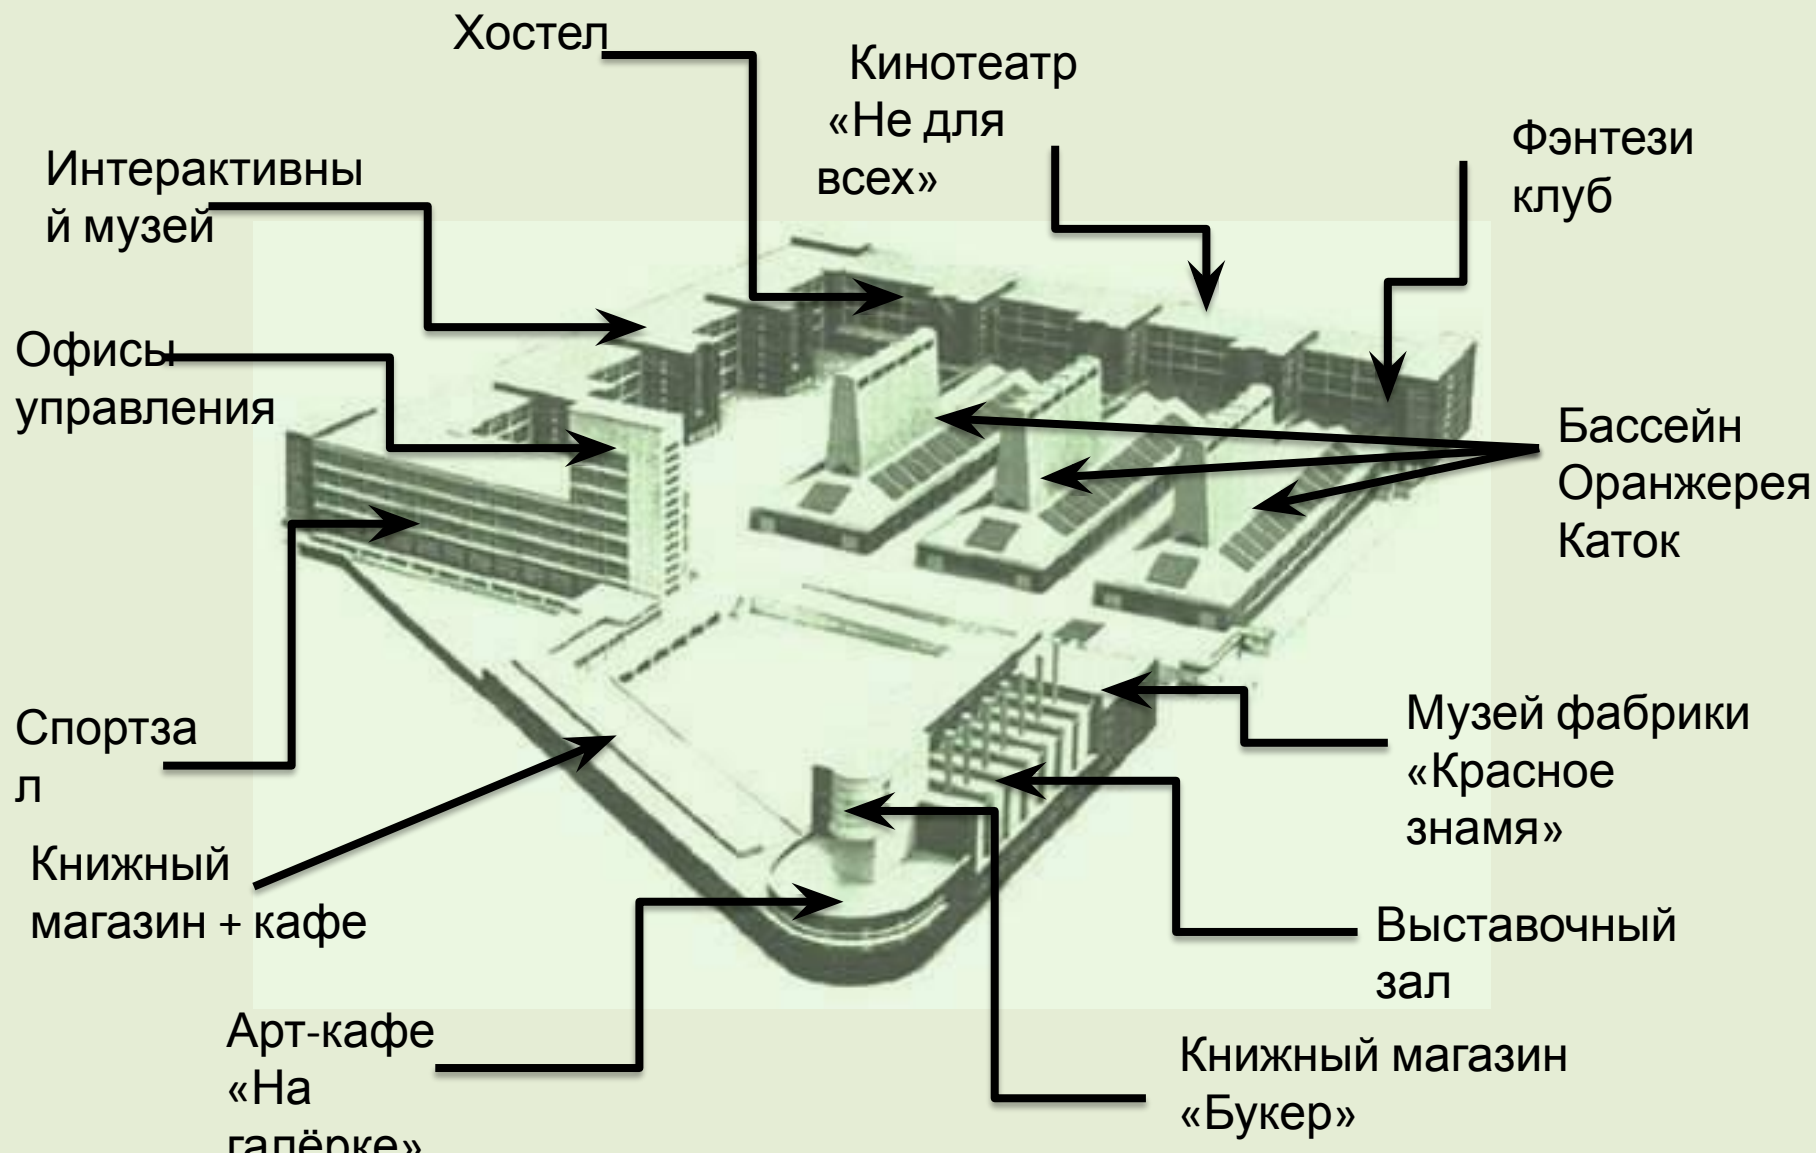 Хостел
Кинотеатр
«Не для
всех»
Фэнтези
клуб
Интерактивны
й музей
Офисы
управления
Бассейн
Оранжерея
Каток
Спортза
л
Музей фабрики
«Красное
знамя»
Книжный
магазин + кафе
Выставочный
зал
Арт-кафе
«На
галёрке»
Книжный магазин
«Букер»